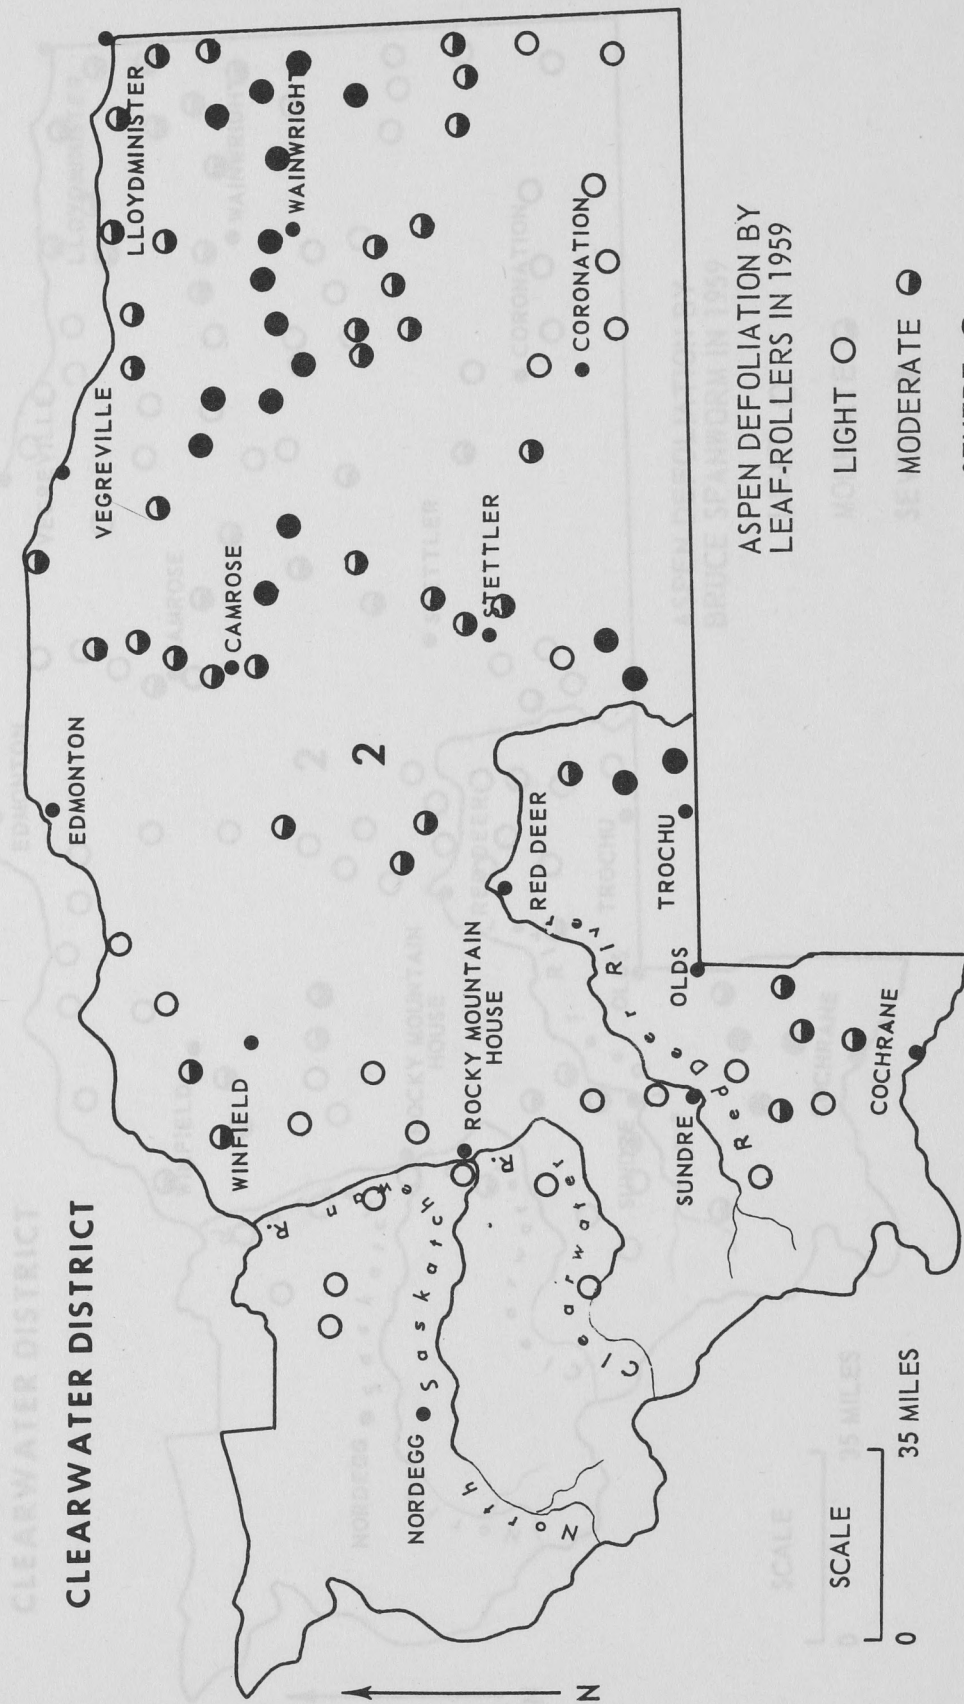 CLEARWATER DISTRICT
EDMONTON
VEGREVILLE
LLOYDMINISTER
WINFIELD
CAMROSE
WAINWRIGHT
2
NORDEGG
North Saskatchewan R.
ROCKY MOUNTAIN
HOUSE
STETTLER
CORONATION
Clearwater R.
RED DEER
Red Deer River
SUNDRE
OLDS
TROCHU
COCHRANE
N
SCALE
0 35 MILES
ASPEN DEFOLIATION BY
LEAF-ROLLERS IN 1959
LIGHT
MODERATE